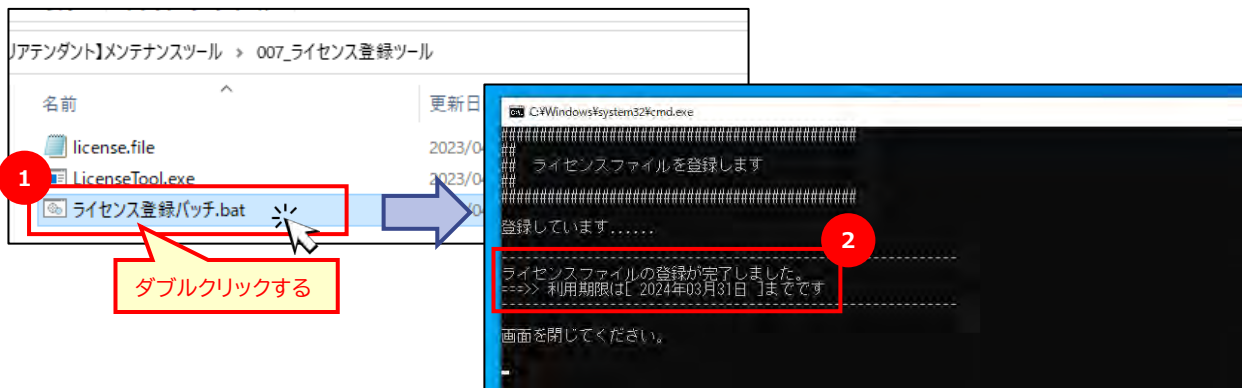 リアテンダント】メンテナンスツール > 007_ライセンス登録ツール
名前
更新日
license.file
2023/0
LicenseTool.exe
2023/0
1
ライセンス登録バッチ.bat
ダブルクリックする
C:¥Windows¥system32¥cmd.exe
##############################################
##
## ライセンスファイルを登録します
##
##############################################
登録しています......
2
ライセンスファイルの登録が完了しました。
===>> 利用期限は[ 2024年03月31日 ]までです
画面を閉じてください。